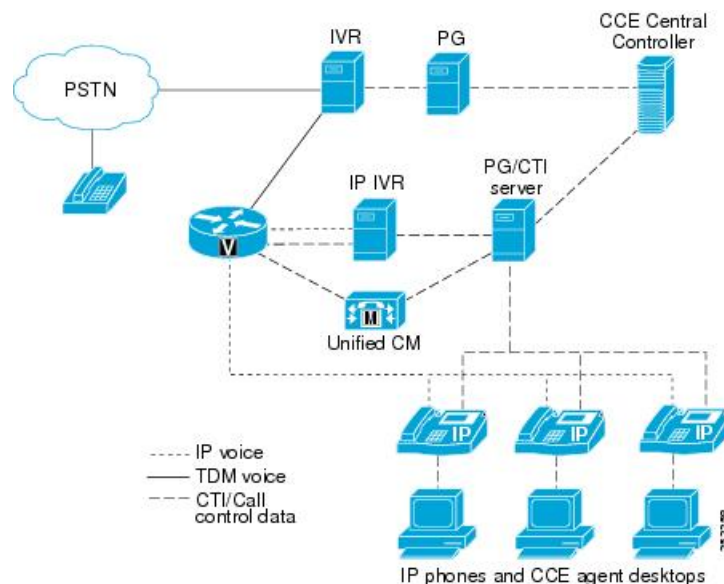 IVR
PG
CCE Central
Controller
PSTN
PG/CTI
server
IP IVR
V
M
Unified CM
IP
IP
IP
IP voice
TDM voice
CTI/Call
control data
IP phones and CCE agent desktops